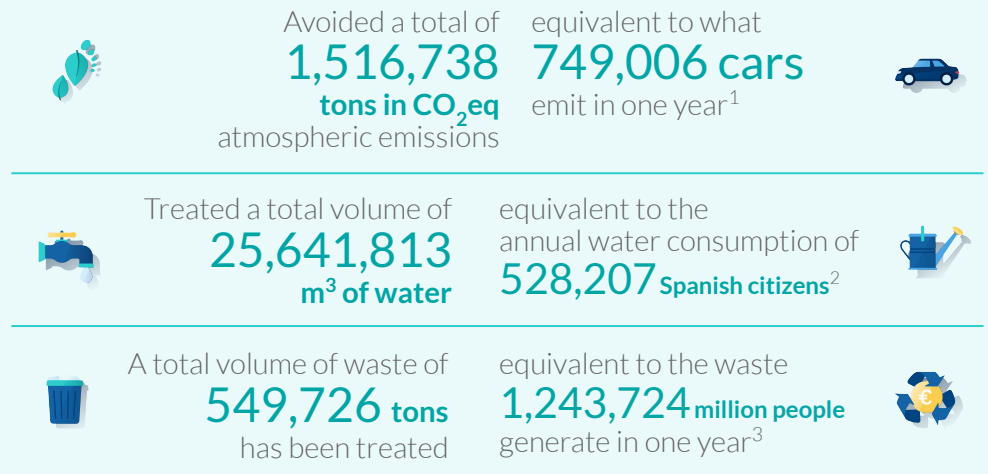 Avoided a total of
1,516,738
tons in CO₂eq
atmospheric emissions
equivalent to what
749,006 cars
emit in one year¹
Treated a total volume of
25,641,813
m³ of water
equivalent to the
annual water consumption of
528,207 Spanish citizens²
A total volume of waste of
549,726 tons
has been treated
equivalent to the waste
1,243,724 million people
generate in one year³
€